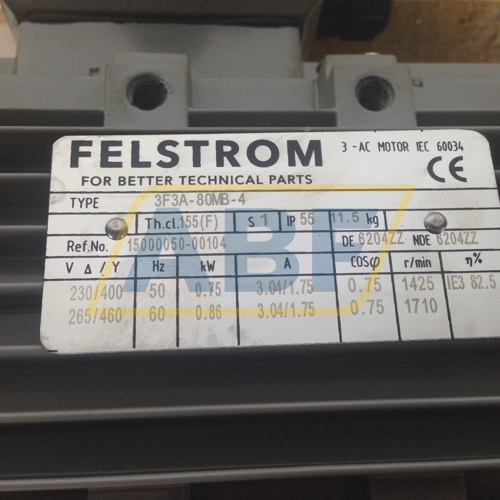 FELSTROM
FOR BETTER TECHNICAL PARTS
3 ~AC MOTOR IEC 60034
CE
TYPE 3F3A-80MB-4
Th.cl.155(F) S 1 IP 55 11.5 kg
Ref.No. 15000050-00104 DE 6204ZZ NDE 6204ZZ
V Δ / Y Hz kW A COSφ r/min η%
230/400 50 0.75 3.04/1.75 0.75 1425 IE3 82.5
265/460 60 0.86 3.04/1.75 0.75 1710
ABF